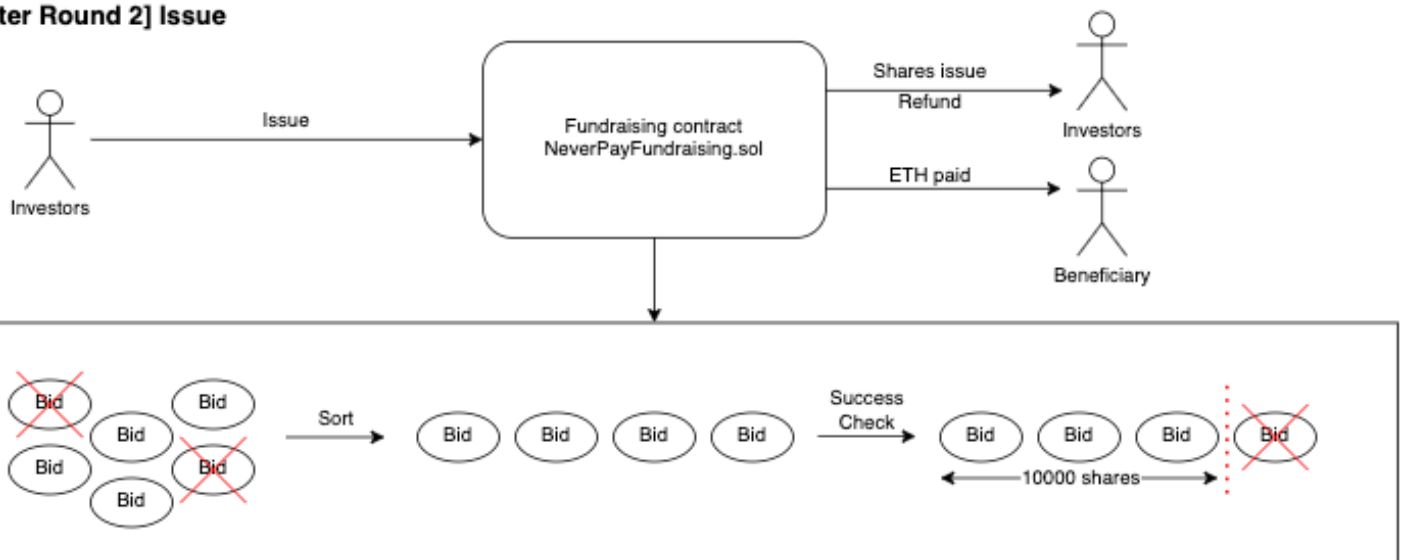 ter Round 2] Issue
Investors
Issue
Fundraising contract
NeverPayFundraising.sol
Shares issue
Refund
Investors
ETH paid
Beneficiary
Bid
Bid
Bid
Bid
Bid
Bid
Sort
Bid
Bid
Bid
Bid
Success
Check
Bid
Bid
Bid
Bid
10000 shares